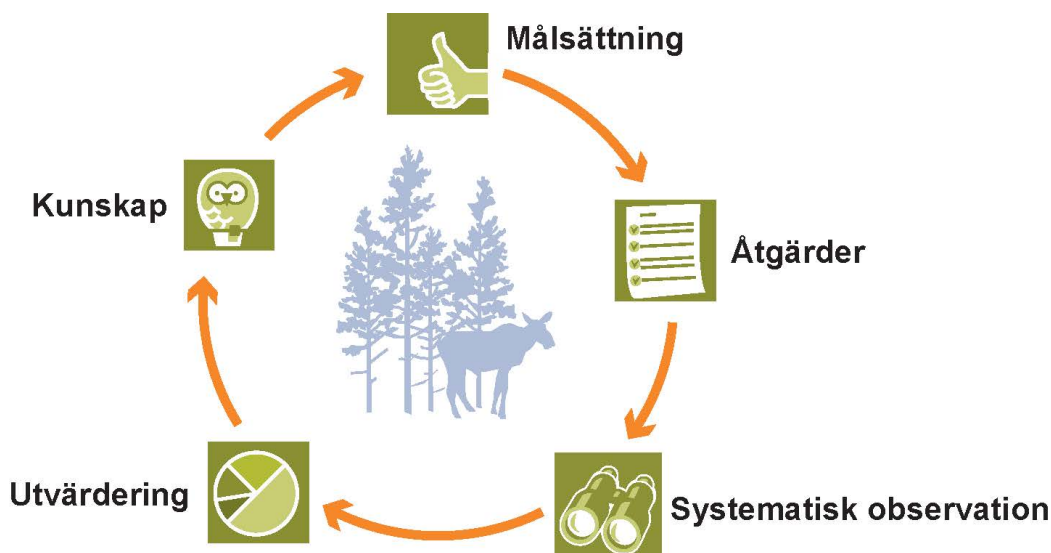 Målsättning
Åtgärder
Systematisk observation
Utvärdering
Kunskap